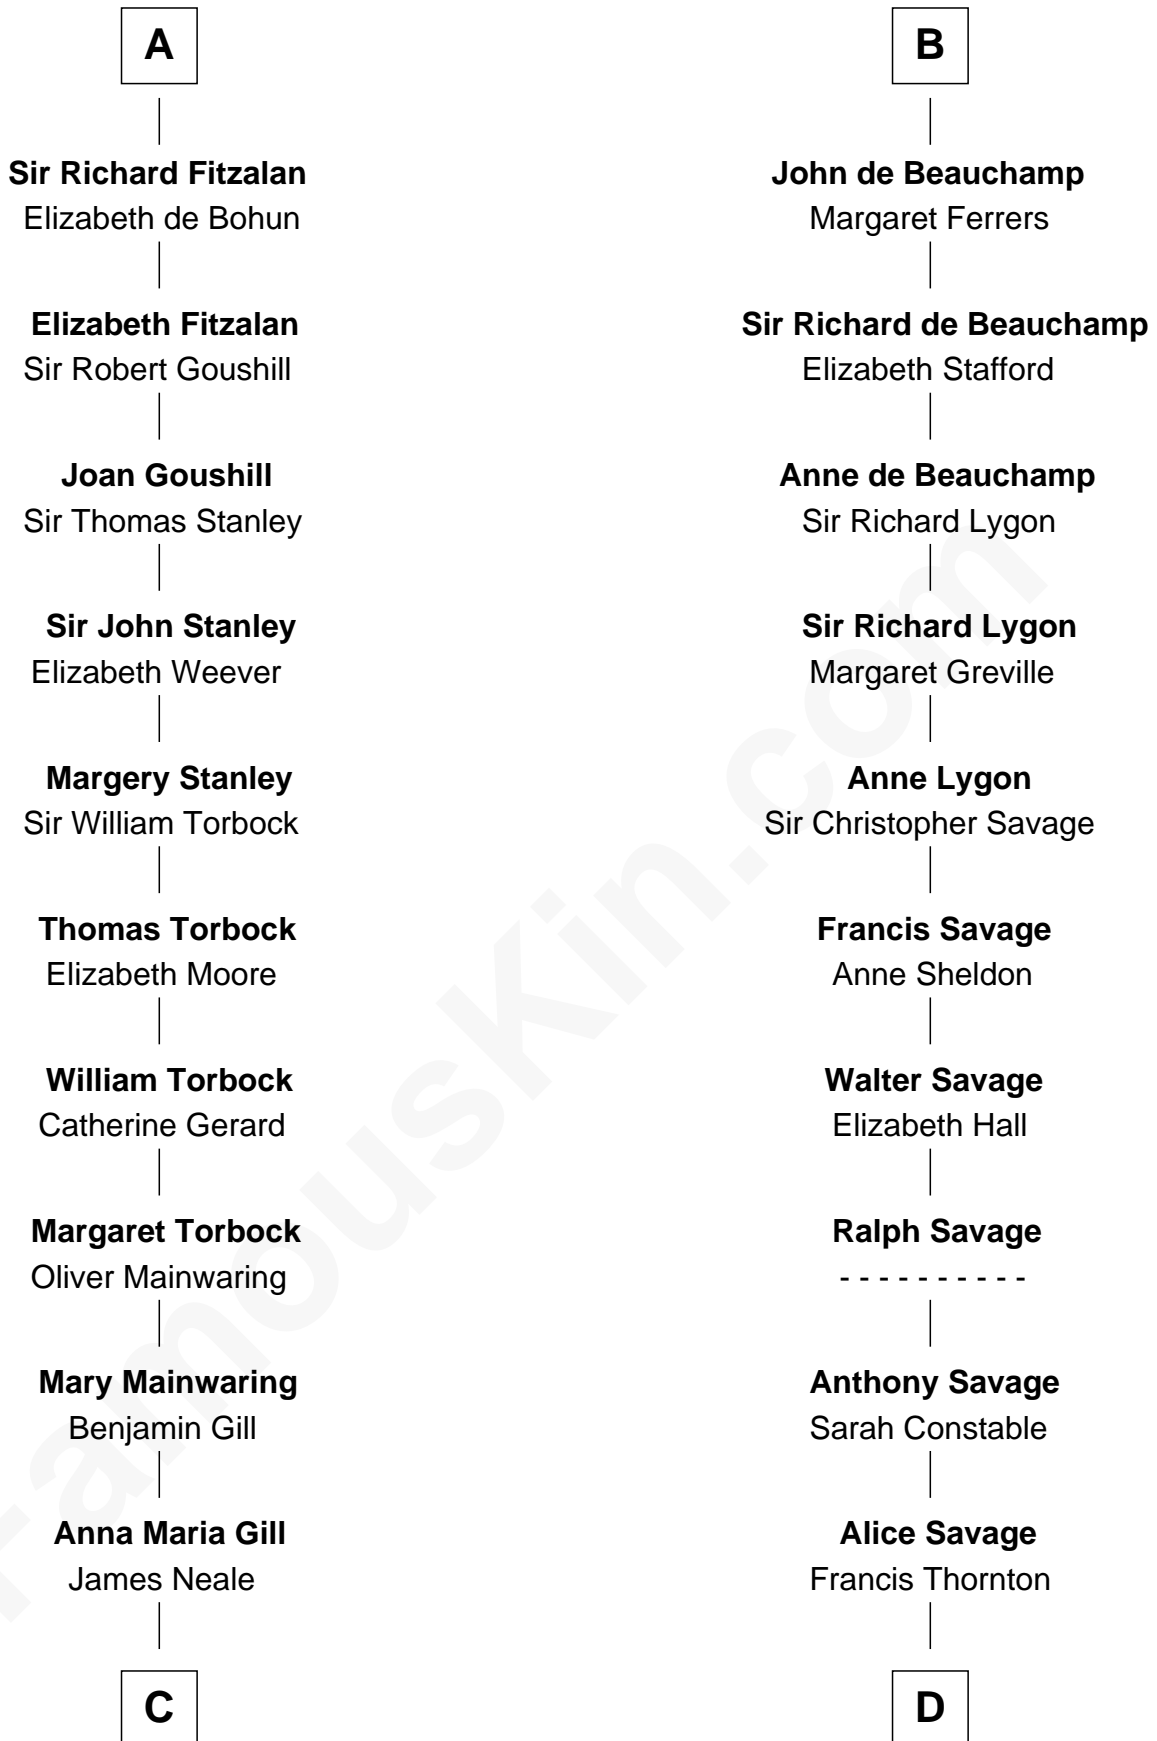 A
Sir Richard Fitzalan
Elizabeth de Bohun
Elizabeth Fitzalan
Sir Robert Goushill
Joan Goushill
Sir Thomas Stanley
Sir John Stanley
Elizabeth Weever
Margery Stanley
Sir William Torbock
Thomas Torbock
Elizabeth Moore
William Torbock
Catherine Gerard
Margaret Torbock
Oliver Mainwaring
Mary Mainwaring
Benjamin Gill
Anna Maria Gill
James Neale
C
B
John de Beauchamp
Margaret Ferrers
Sir Richard de Beauchamp
Elizabeth Stafford
Anne de Beauchamp
Sir Richard Lygon
Sir Richard Lygon
Margaret Greville
Anne Lygon
Sir Christopher Savage
Francis Savage
Anne Sheldon
Walter Savage
Elizabeth Hall
Ralph Savage
- - - - - - - - - -
Anthony Savage
Sarah Constable
Alice Savage
Francis Thornton
D
FamousKin.com